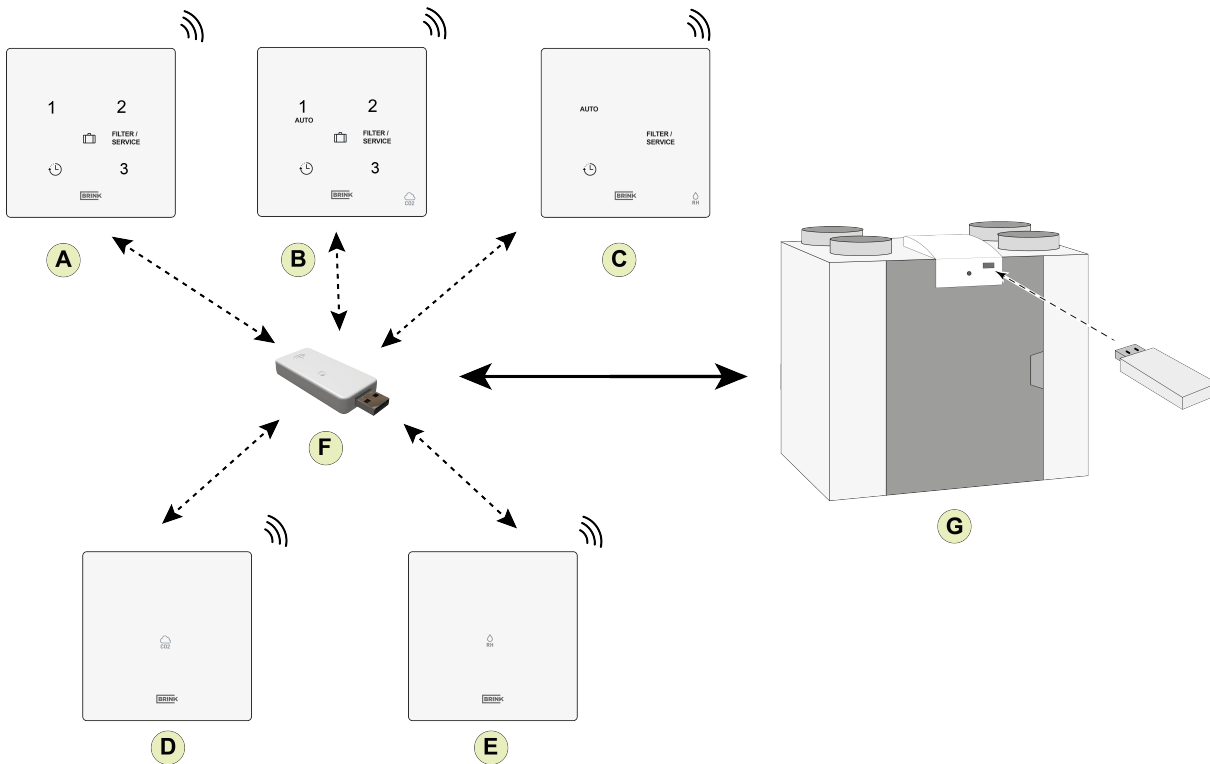 1
2
FILTER /
SERVICE
3
BRINK
A
1
2
AUTO
FILTER /
SERVICE
3
BRINK
CO2
B
AUTO
FILTER /
SERVICE
BRINK
RH
C
F
G
CO2
BRINK
D
RH
BRINK
E